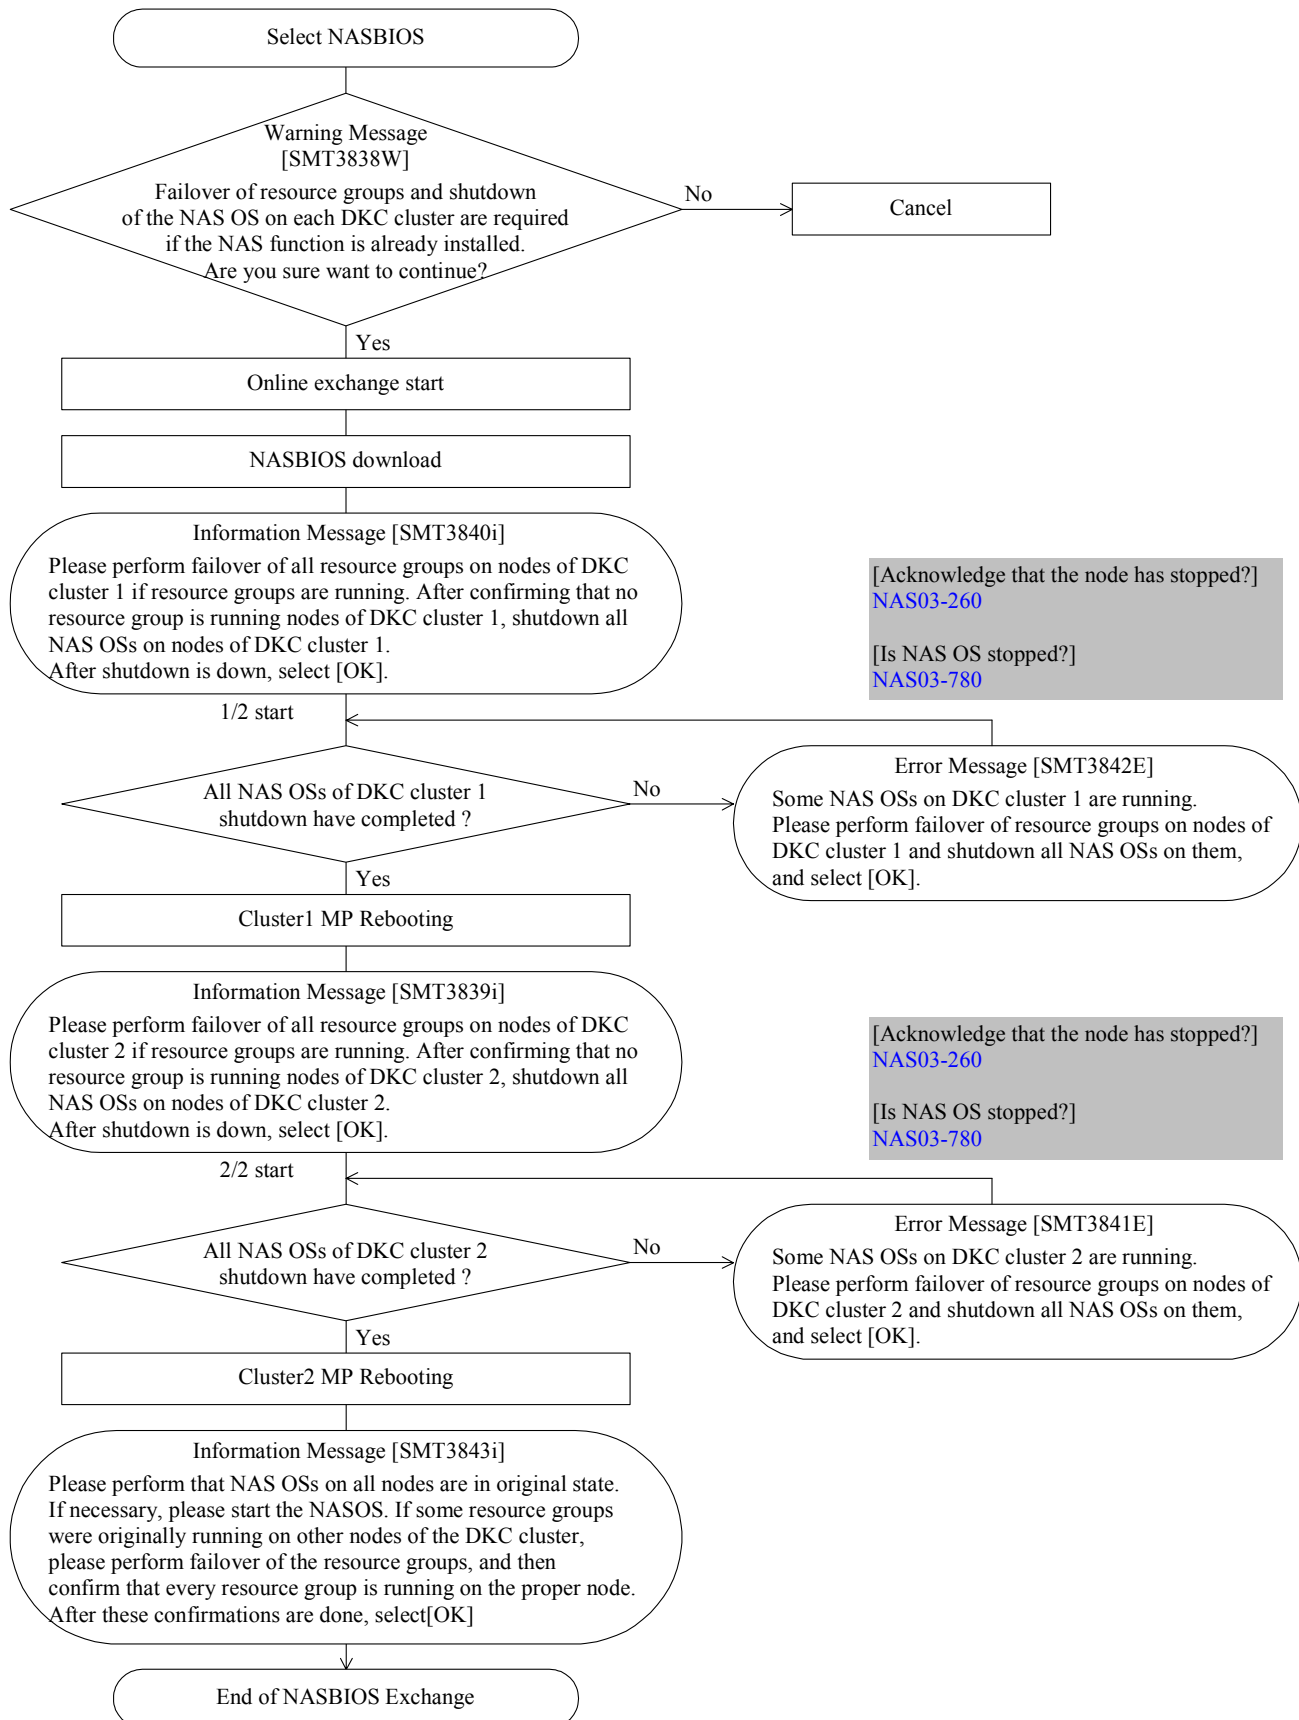 Select NASBIOS
Warning Message
[SMT3838W]
Failover of resource groups and shutdown
of the NAS OS on each DKC cluster are required
if the NAS function is already installed.
Are you sure want to continue?
No
Cancel
Yes
Online exchange start
NASBIOS download
Information Message [SMT3840i]
Please perform failover of all resource groups on nodes of DKC
cluster 1 if resource groups are running. After confirming that no
resource group is running nodes of DKC cluster 1, shutdown all
NAS OSs on nodes of DKC cluster 1.
After shutdown is down, select [OK].
[Acknowledge that the node has stopped?]
NAS03-260
[Is NAS OS stopped?]
NAS03-780
1/2 start
All NAS OSs of DKC cluster 1
shutdown have completed ?
No
Error Message [SMT3842E]
Some NAS OSs on DKC cluster 1 are running.
Please perform failover of resource groups on nodes of
DKC cluster 1 and shutdown all NAS OSs on them,
and select [OK].
Yes
Cluster1 MP Rebooting
Information Message [SMT3839i]
Please perform failover of all resource groups on nodes of DKC
cluster 2 if resource groups are running. After confirming that no
resource group is running nodes of DKC cluster 2, shutdown all
NAS OSs on nodes of DKC cluster 2.
After shutdown is down, select [OK].
[Acknowledge that the node has stopped?]
NAS03-260
[Is NAS OS stopped?]
NAS03-780
2/2 start
All NAS OSs of DKC cluster 2
shutdown have completed ?
No
Error Message [SMT3841E]
Some NAS OSs on DKC cluster 2 are running.
Please perform failover of resource groups on nodes of
DKC cluster 2 and shutdown all NAS OSs on them,
and select [OK].
Yes
Cluster2 MP Rebooting
Information Message [SMT3843i]
Please perform that NAS OSs on all nodes are in original state.
If necessary, please start the NASOS. If some resource groups
were originally running on other nodes of the DKC cluster,
please perform failover of the resource groups, and then
confirm that every resource group is running on the proper node.
After these confirmations are done, select[OK]
End of NASBIOS Exchange